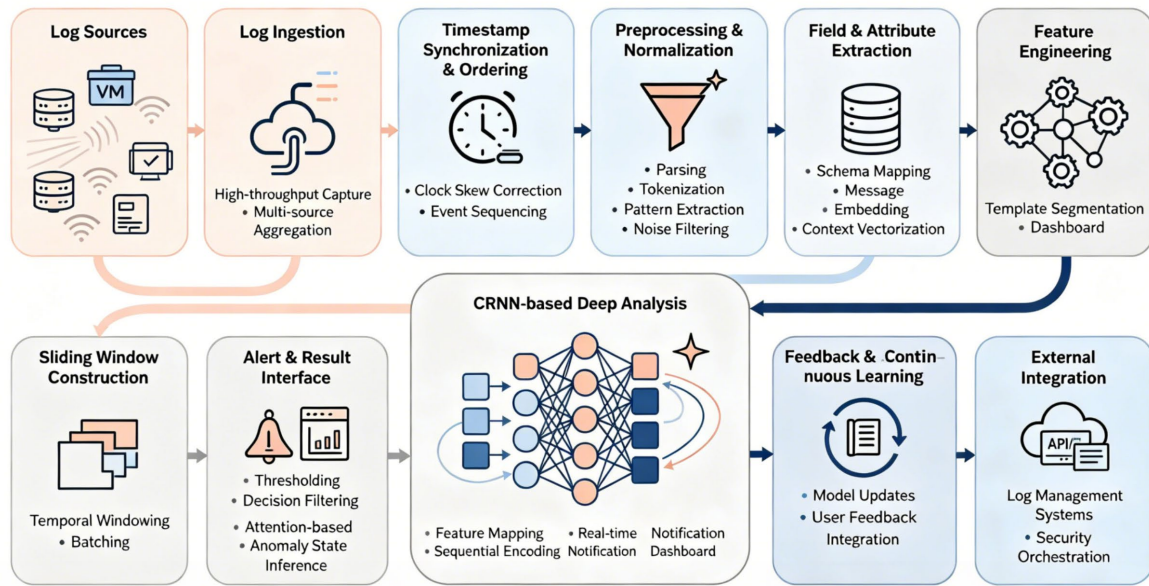 Log Sources
VM
Log Ingestion
High-throughput Capture
• Multi-source
Aggregation
Timestamp
Synchronization
& Ordering
• Clock Skew Correction
• Event Sequencing
Preprocessing &
Normalization
• Parsing
• Tokenization
Pattern Extraction
• Noise Filtering
Field & Attribute
Extraction
• Schema Mapping
• Message
Embedding
• Context Vectorization
Feature
Engineering
Template Segmentation
• Dashboard
Sliding Window
Construction
Temporal Windowing
• Batching
Alert & Result
Interface
• Thresholding
• Decision Filtering
• Attention-based
• Anomaly State
Inference
CRNN-based Deep Analysis
• Feature Mapping • Real-time Notification
• Sequential Encoding Notification Dashboard
Feedback & Contin-
nuous Learning
• Model Updates
• User Feedback
Integration
External
Integration
API/
Log Management
Systems
• Security
Orchestration